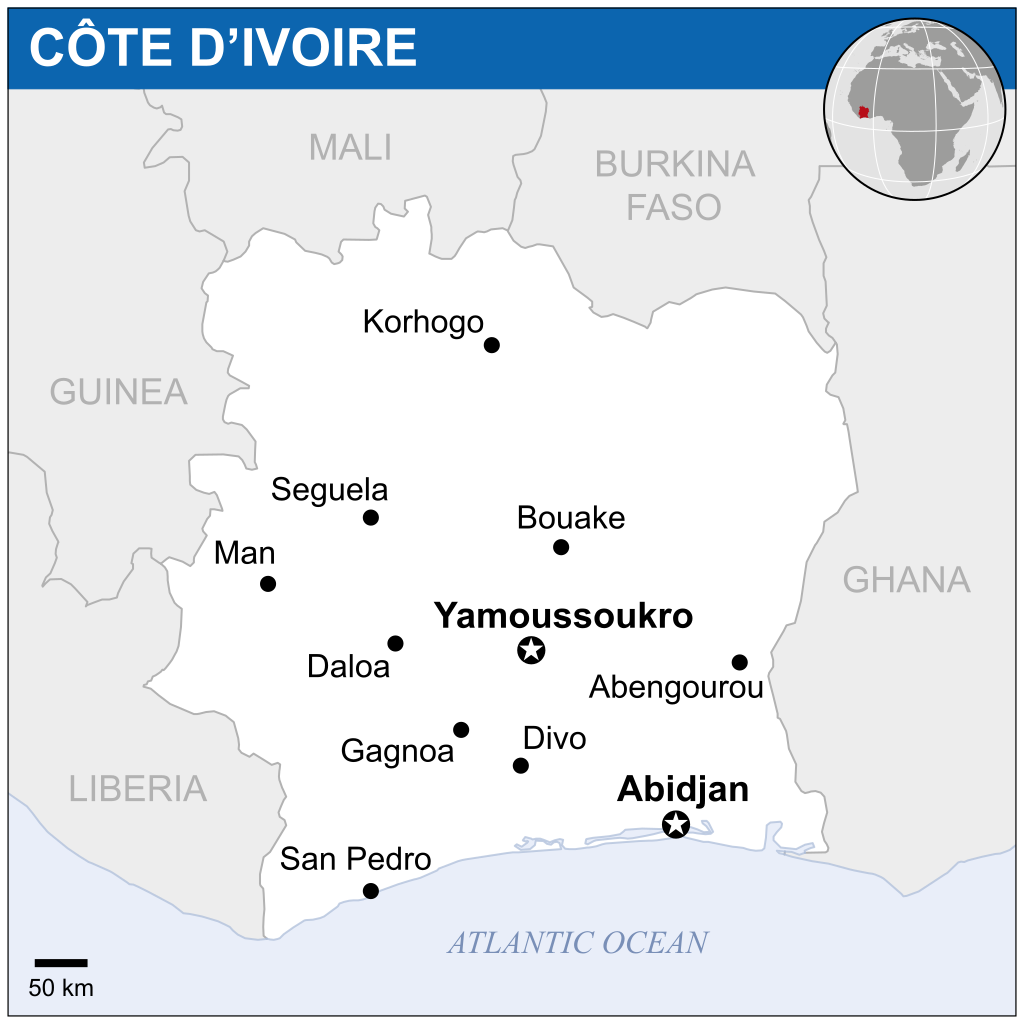 CÔTE D’IVOIRE
MALI
BURKINA
FASO
Korhogo
GUINEA
Seguela
Bouake
Man
GHANA
Yamoussoukro
Daloa
Abengourou
Divo
Gagnoa
LIBERIA
Abidjan
San Pedro
ATLANTIC OCEAN
50 km